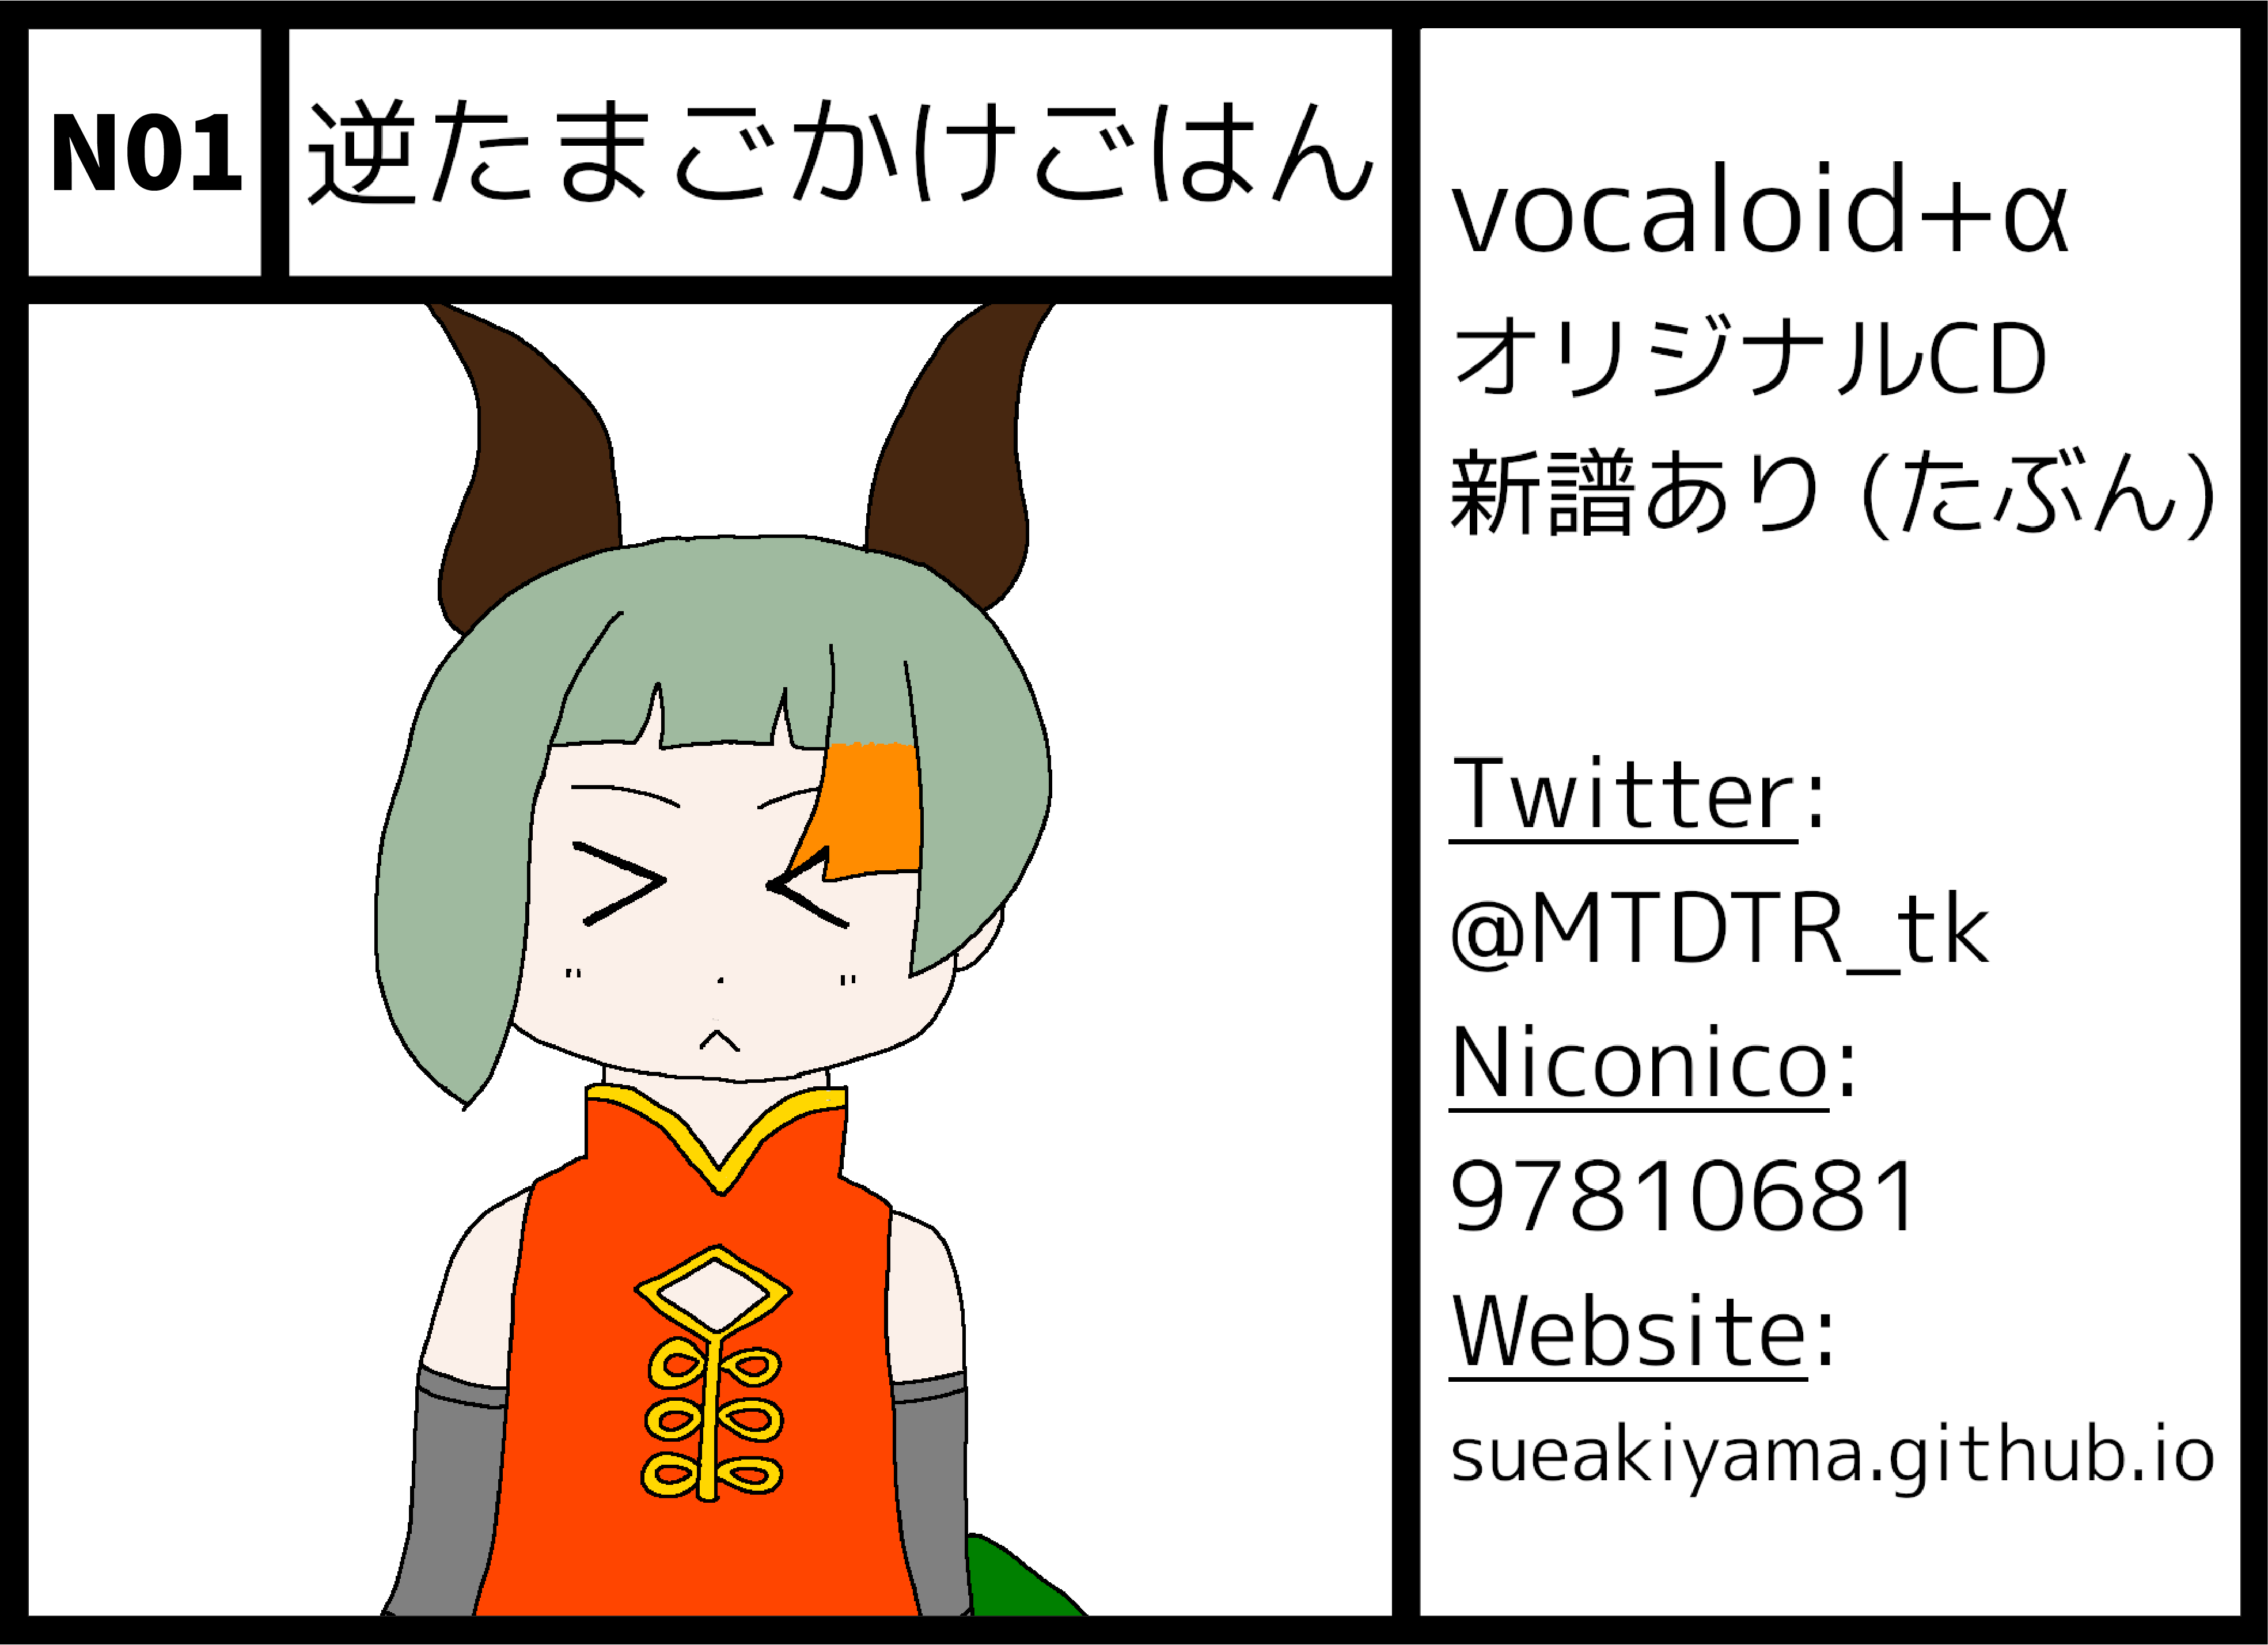 N01
逆たまごかけごはん
vocaloid+α
オリジナルCD
新譜あり (たぶん)
Twitter:
@MTDTR_tk
Niconico:
97810681
Website:
sueakiyama.github.io